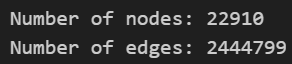 Number of nodes: 22910
Number of edges: 2444799